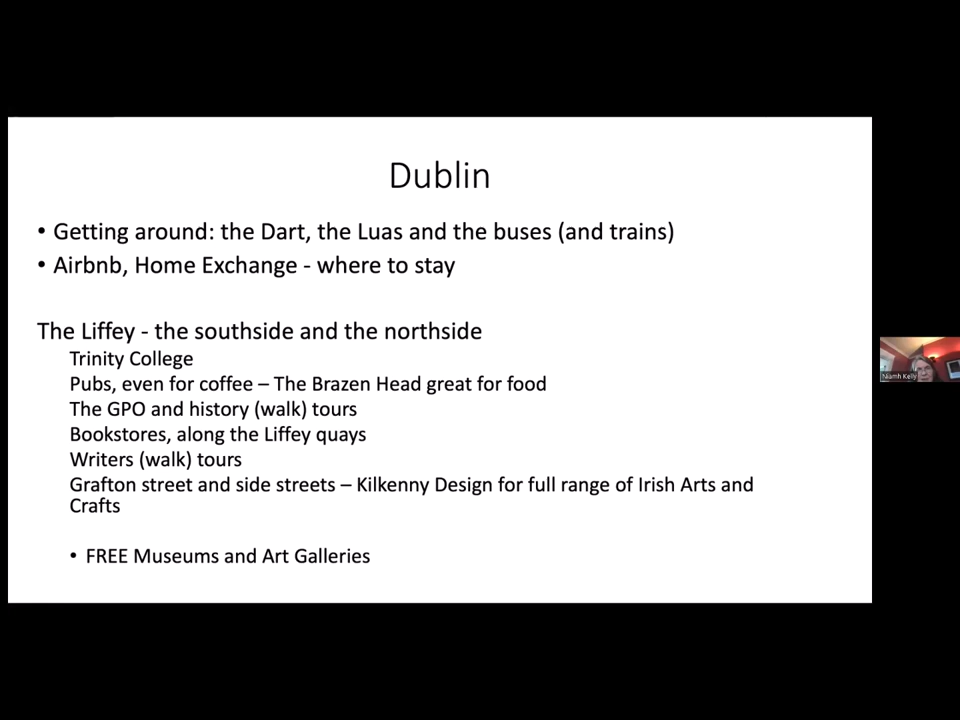 Dublin
• Getting around: the Dart, the Luas and the buses (and trains)
• Airbnb, Home Exchange - where to stay
The Liffey - the southside and the northside
Trinity College
Pubs, even for coffee – The Brazen Head great for food
The GPO and history (walk) tours
Bookstores, along the Liffey quays
Writers (walk) tours
Grafton street and side streets – Kilkenny Design for full range of Irish Arts and
Crafts
• FREE Museums and Art Galleries
Niamh Kelly